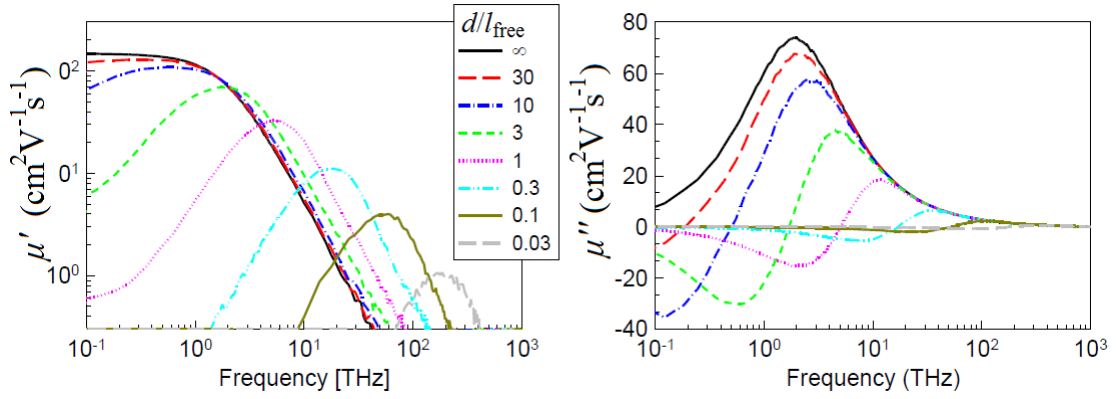 μ′ (cm²V⁻¹s⁻¹)
10²
10¹
10⁰
10⁻¹ 10⁰ 10¹ 10² 10³
Frequency [THz]
d/l_free
∞
30
10
3
1
0.3
0.1
0.03
μ″ (cm²V⁻¹s⁻¹)
80
60
40
20
0
-20
-40
10⁻¹ 10⁰ 10¹ 10² 10³
Frequency (THz)